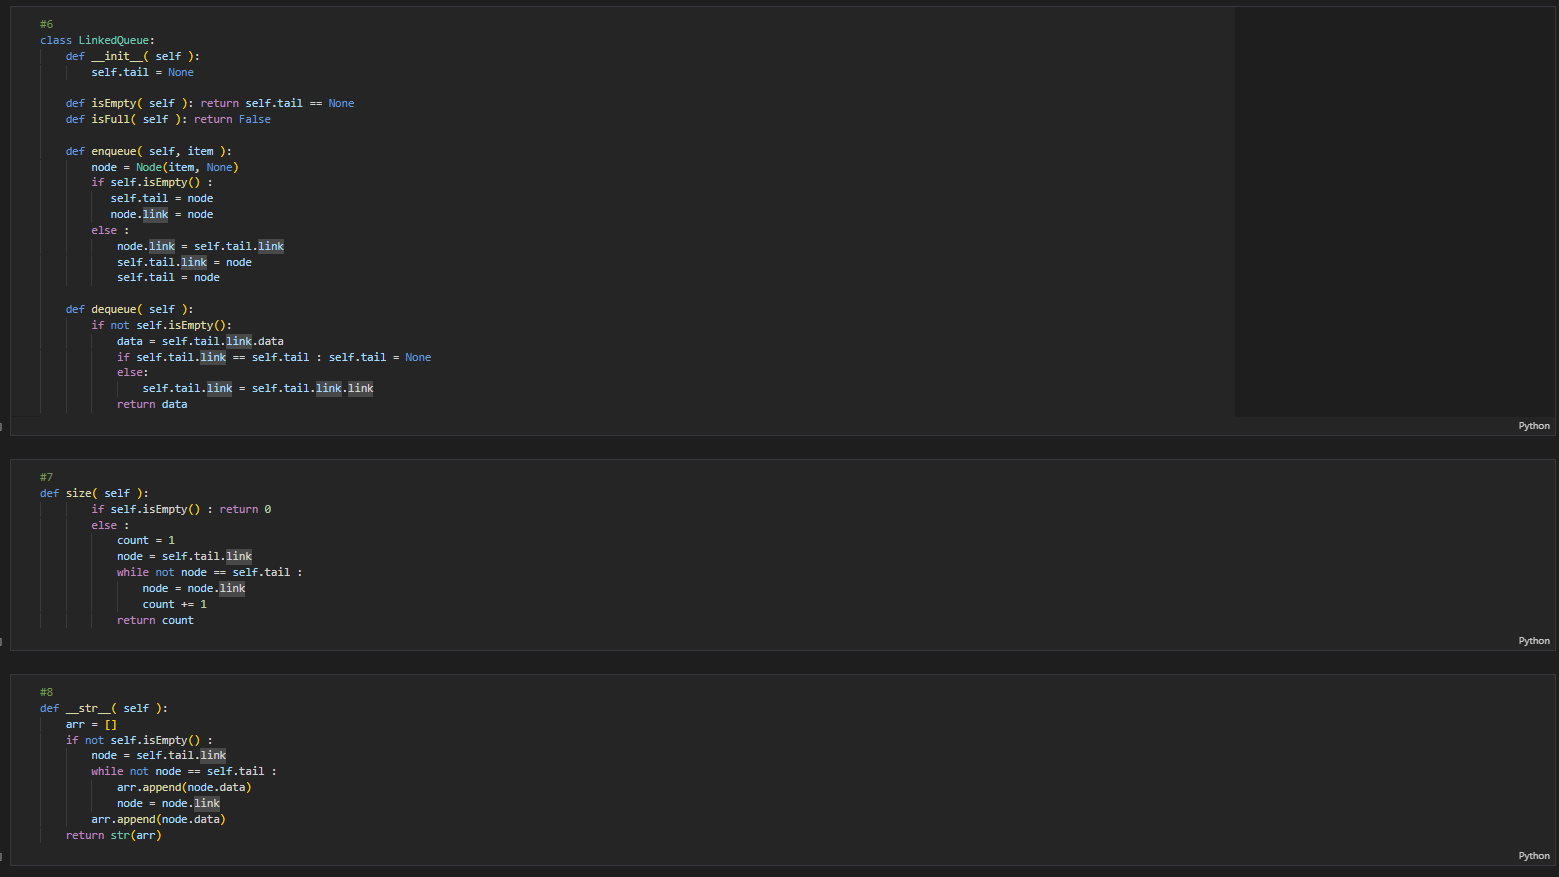 #6
class LinkedQueue:
    def __init__( self ):
        self.tail = None
    def isEmpty( self ): return self.tail == None
    def isFull( self ): return False
    def enqueue( self, item ):
        node = Node(item, None)
        if self.isEmpty() :
           self.tail = node
           node.link = node
        else :
            node.link = self.tail.link
            self.tail.link = node
            self.tail = node
    def dequeue( self ):
        if not self.isEmpty():
            data = self.tail.link.data
            if self.tail.link == self.tail : self.tail = None
            else:
                self.tail.link = self.tail.link.link
            return data
Python
#7
def size( self ):
        if self.isEmpty() : return 0
        else :
            count = 1
            node = self.tail.link
            while not node == self.tail :
                node = node.link
                count += 1
            return count
Python
#8
def __str__( self ):
    arr = []
    if not self.isEmpty() :
        node = self.tail.link
        while not node == self.tail :
            arr.append(node.data)
            node = node.link
        arr.append(node.data)
    return str(arr)
Python